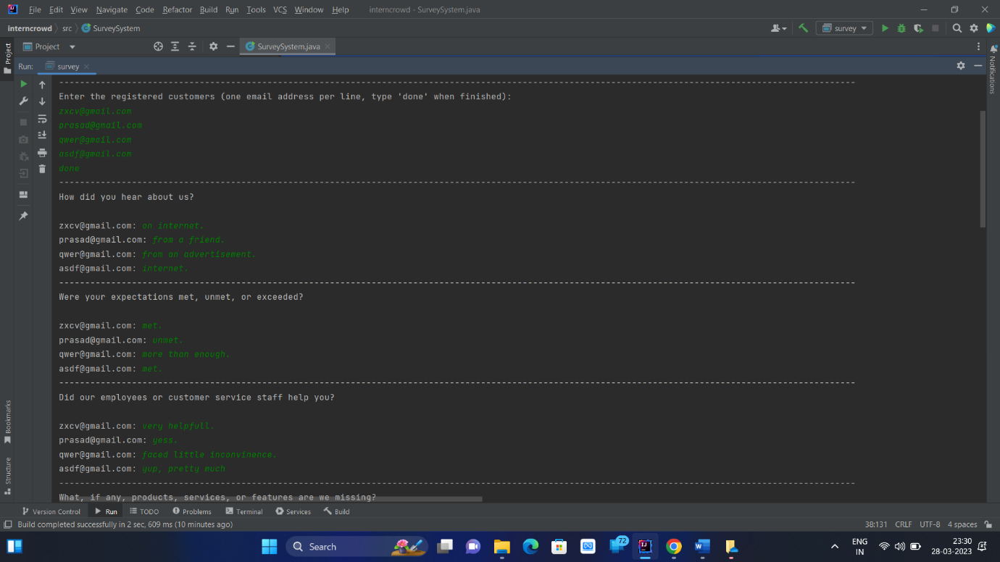 File Edit View Navigate Code Refactor Build Run Tools VCS Window Help interncrowd - SurveySystem.java
interncrowd src SurveySystem survey
Project SurveySystem.java
Project
Notifications
Run: survey
--------------------------------------------------------------------------------
Enter the registered customers (one email address per line, type 'done' when finished):
zxcv@gmail.com
prasad@gmail.com
qwer@gmail.com
asdf@gmail.com
done
--------------------------------------------------------------------------------
How did you hear about us?
zxcv@gmail.com: on internet.
prasad@gmail.com: from a friend.
qwer@gmail.com: from an advertisement.
asdf@gmail.com: internet.
--------------------------------------------------------------------------------
Were your expectations met, unmet, or exceeded?
zxcv@gmail.com: met.
prasad@gmail.com: unmet.
qwer@gmail.com: more than enough.
asdf@gmail.com: met.
--------------------------------------------------------------------------------
Did our employees or customer service staff help you?
zxcv@gmail.com: very helpfull.
prasad@gmail.com: yess.
qwer@gmail.com: faced little inconvinence.
asdf@gmail.com: yup, pretty much
--------------------------------------------------------------------------------
What, if any, products, services, or features are we missing?
Bookmarks
Structure
Version Control Run TODO Problems Terminal Services Build
Build completed successfully in 2 sec, 609 ms (10 minutes ago) 38:131 CRLF UTF-8 4 spaces
Search 72 ENG 23:30
IN 28-03-2023